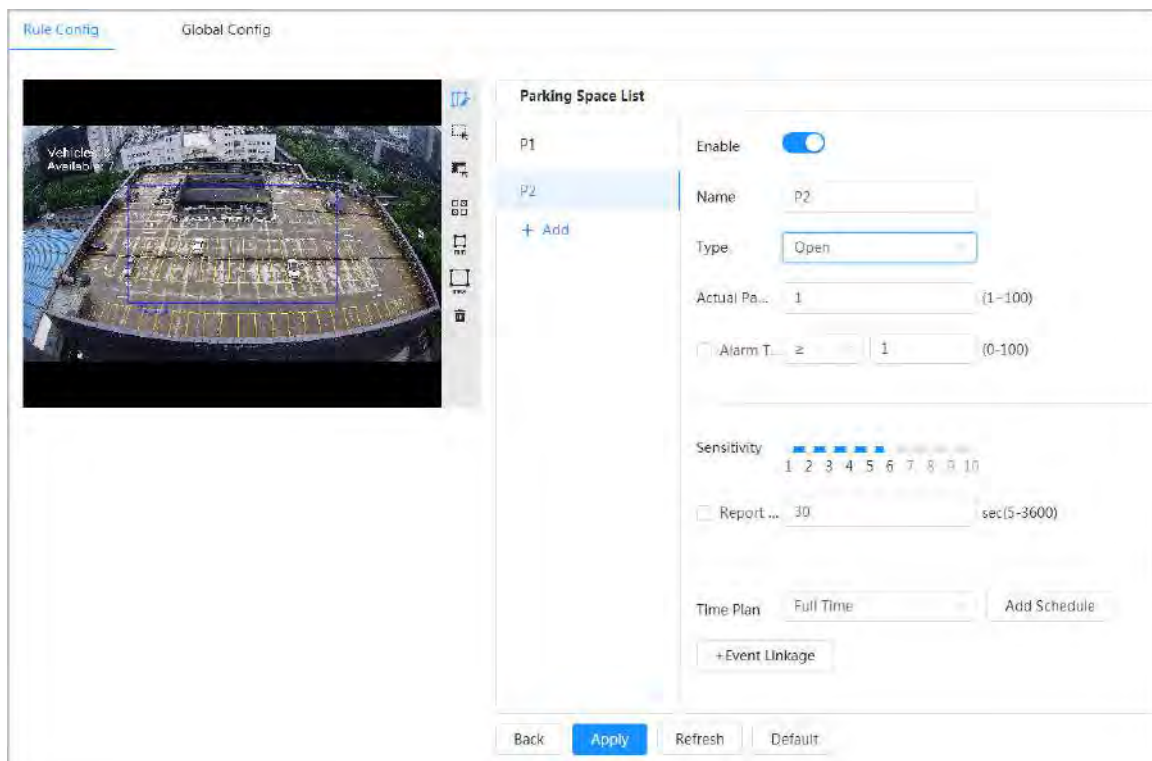 Rule Config Global Config
Vehicles:
Available:
Parking Space List
P1
P2
+ Add
Enable
Name P2
Type Open
Actual Pa... 1 (1~100)
Alarm T... ≥ 1 (0-100)
Sensitivity
1 2 3 4 5 6 7 8 9 10
Report ... 30 sec(5-3600)
Time Plan Full Time Add Schedule
+Event Linkage
Back Apply Refresh Default